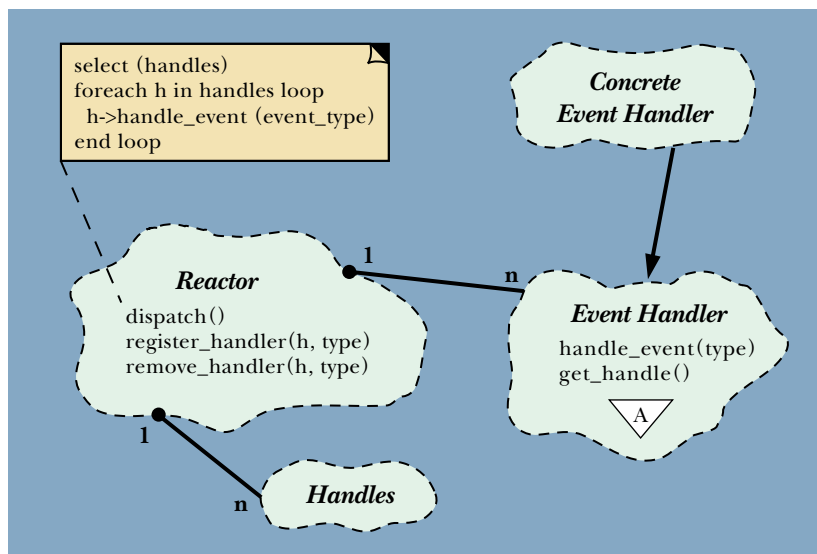 select (handles)
foreach h in handles loop
h->handle_event (event_type)
end loop
Concrete
Event Handler
1
n
Reactor
dispatch()
register_handler(h, type)
remove_handler(h, type)
Event Handler
handle_event(type)
get_handle()
A
1
n
Handles